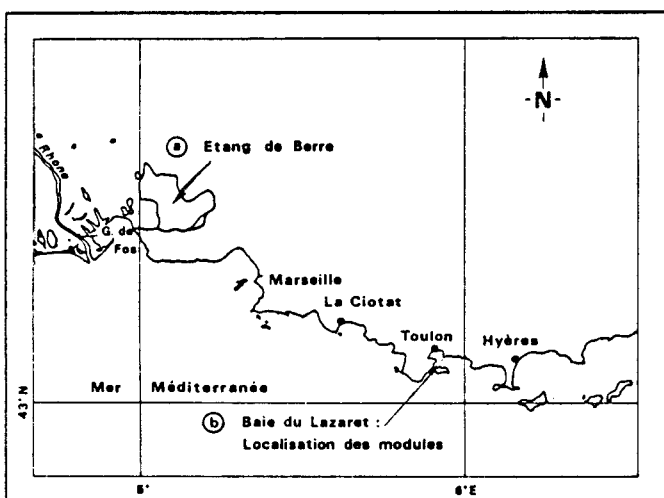 - N -
ⓐ Etang de Berre
Rhone
G. de
Fos
Marseille
La Ciotat
Toulon
Hyères
Mer Méditerranée
43° N
ⓑ Baie du Lazaret :
Localisation des modules
5°
6° E